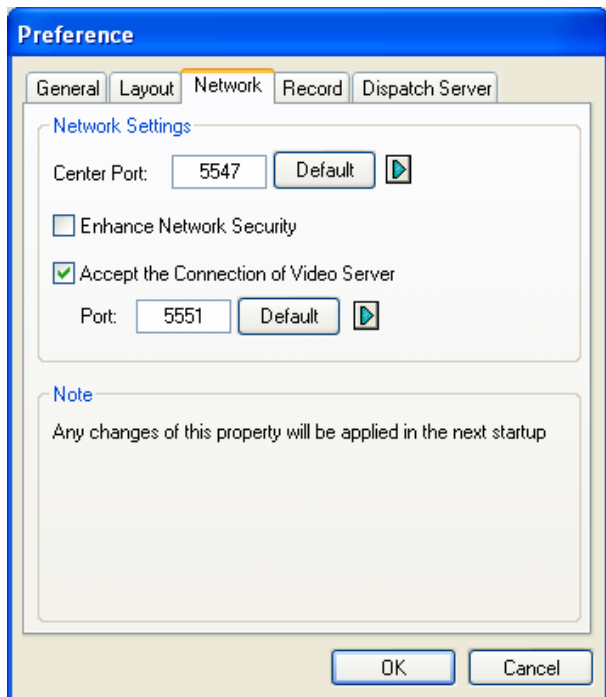 Preference
General Layout Network Record Dispatch Server
Network Settings
Center Port: 5547 Default
Enhance Network Security
Accept the Connection of Video Server
Port: 5551 Default
Note
Any changes of this property will be applied in the next startup
OK Cancel